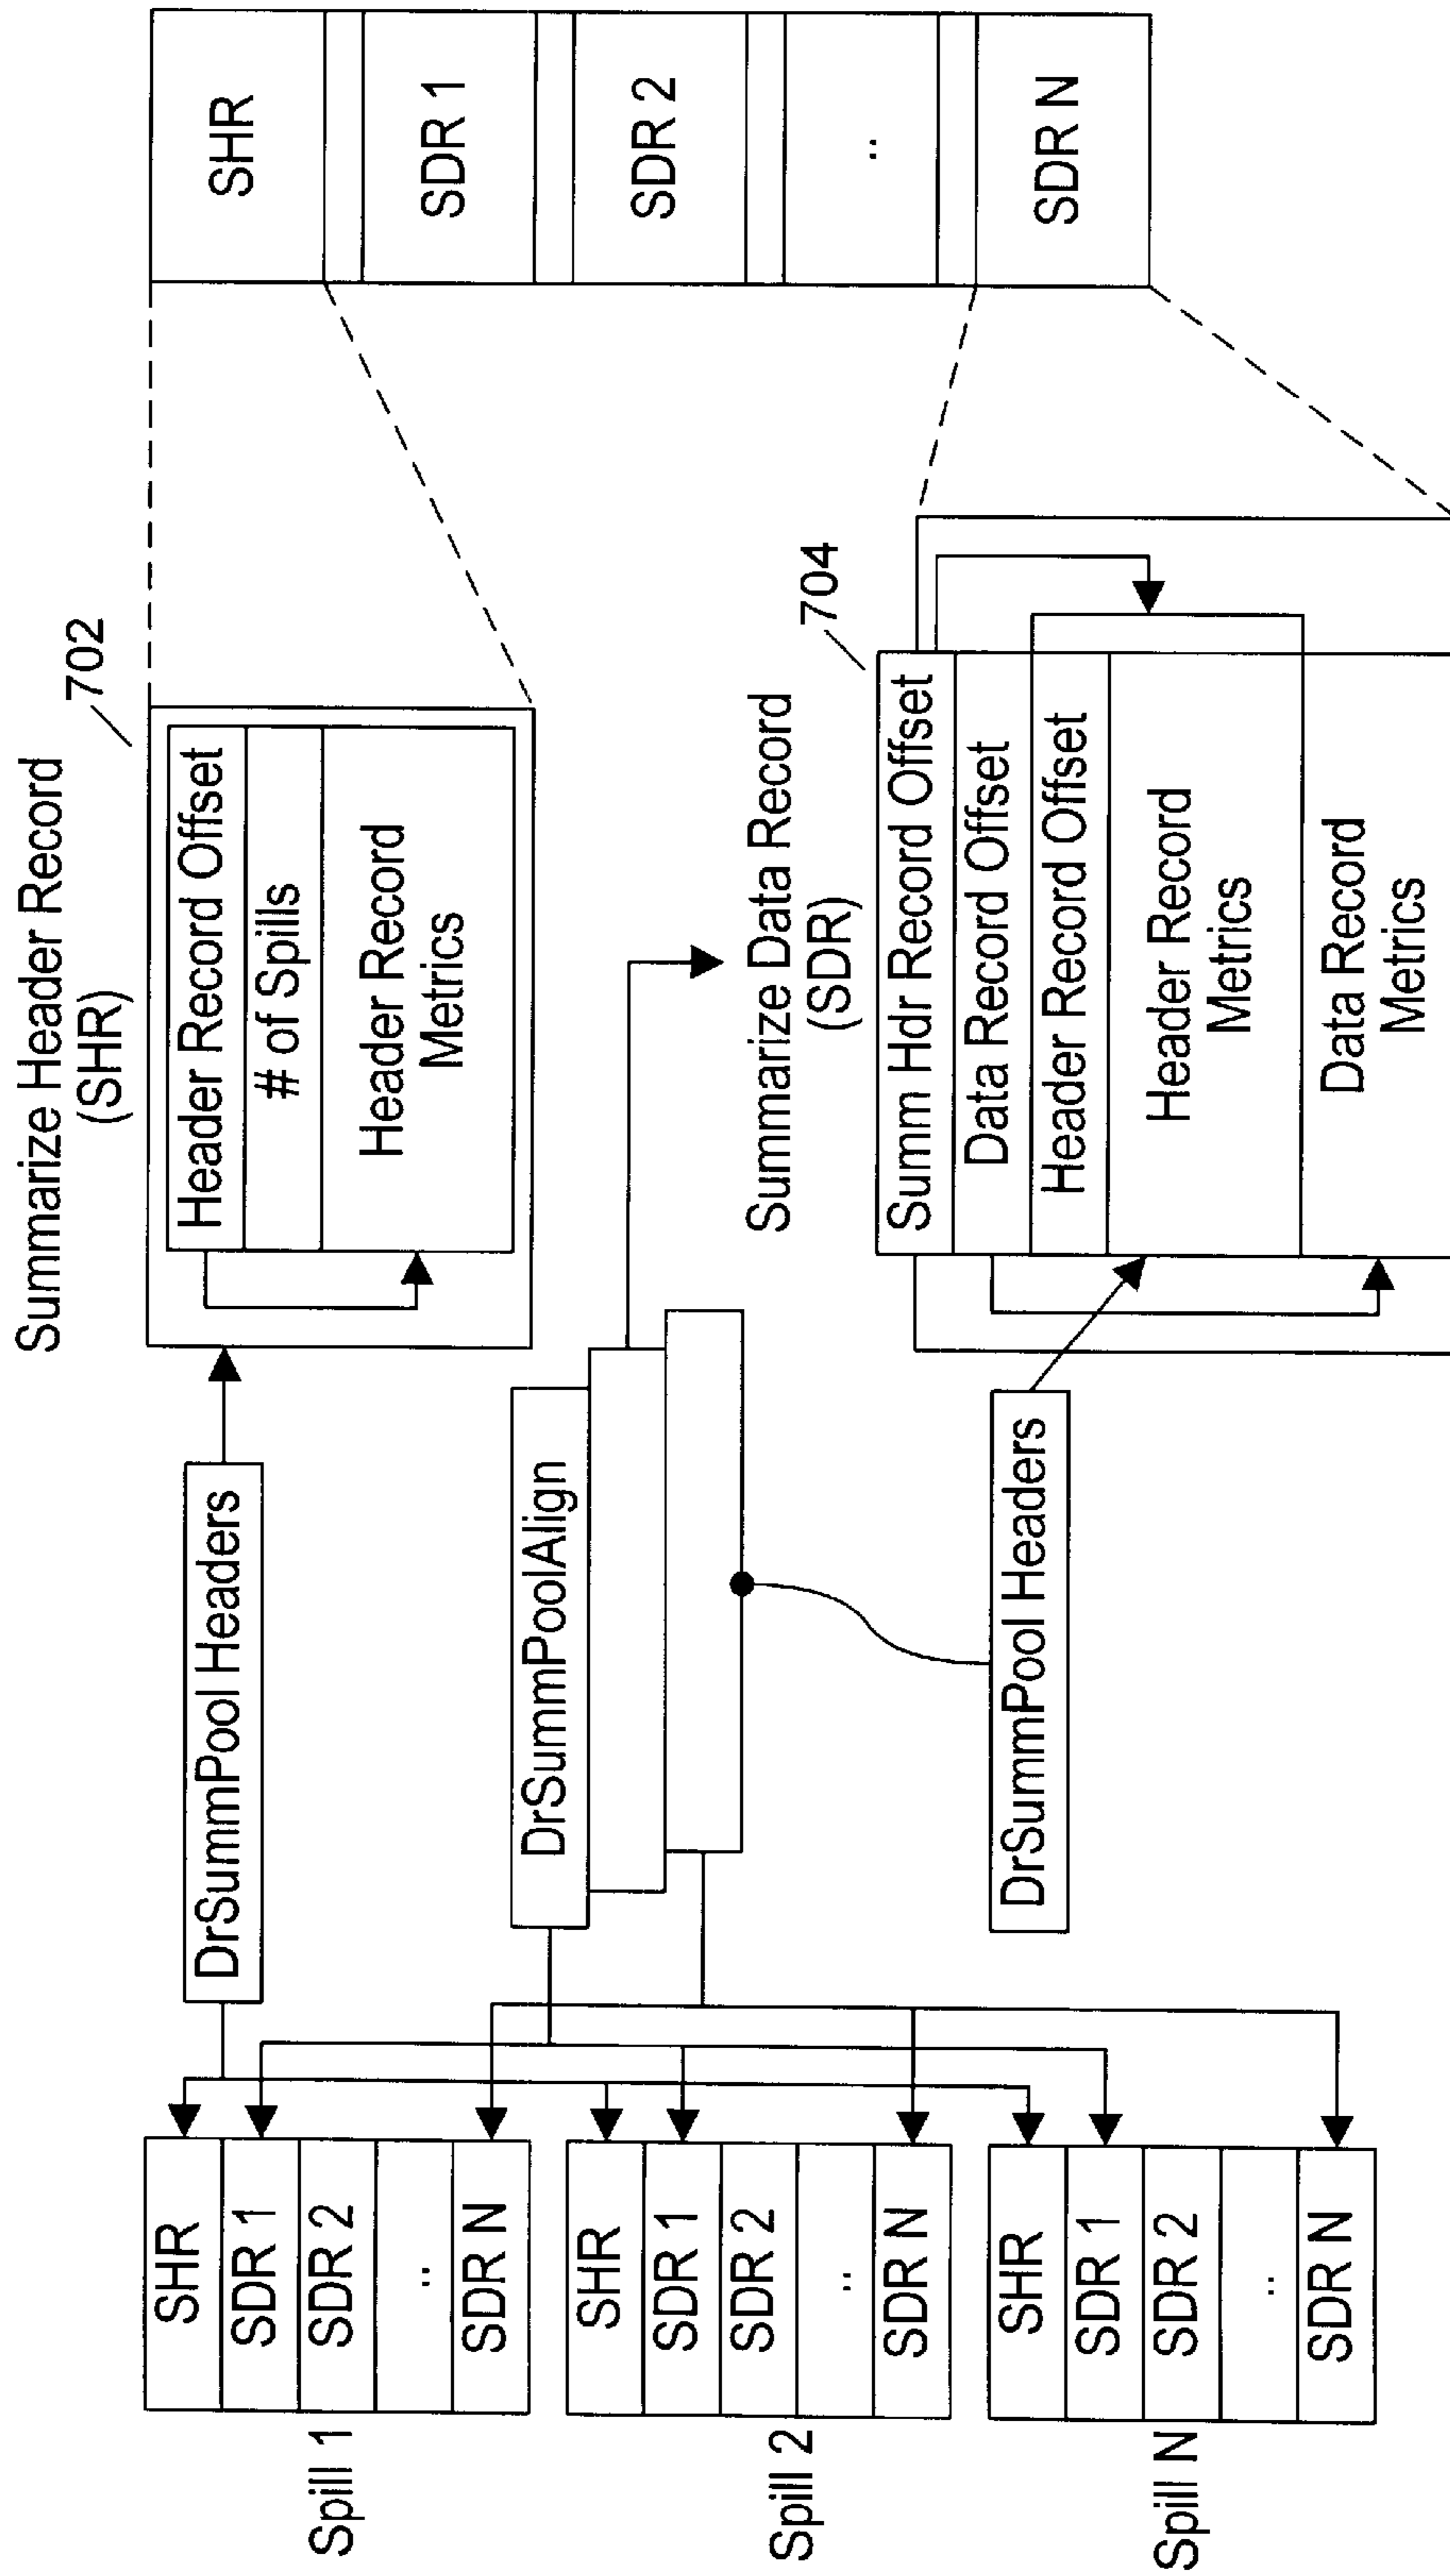 Spill 1
SHR
SDR 1
SDR 2
..
SDR N
Spill 2
SHR
SDR 1
SDR 2
..
SDR N
Spill N
SHR
SDR 1
SDR 2
..
SDR N
DrSummPool Headers
DrSummPoolAlign
DrSummPool Headers
Summarize Header Record
(SHR)
702
Header Record Offset
# of Spills
Header Record
Metrics
Summarize Data Record
(SDR)
704
Summ Hdr Record Offset
Data Record Offset
Header Record Offset
Header Record
Metrics
Data Record
Metrics
SHR
SDR 1
SDR 2
..
SDR N